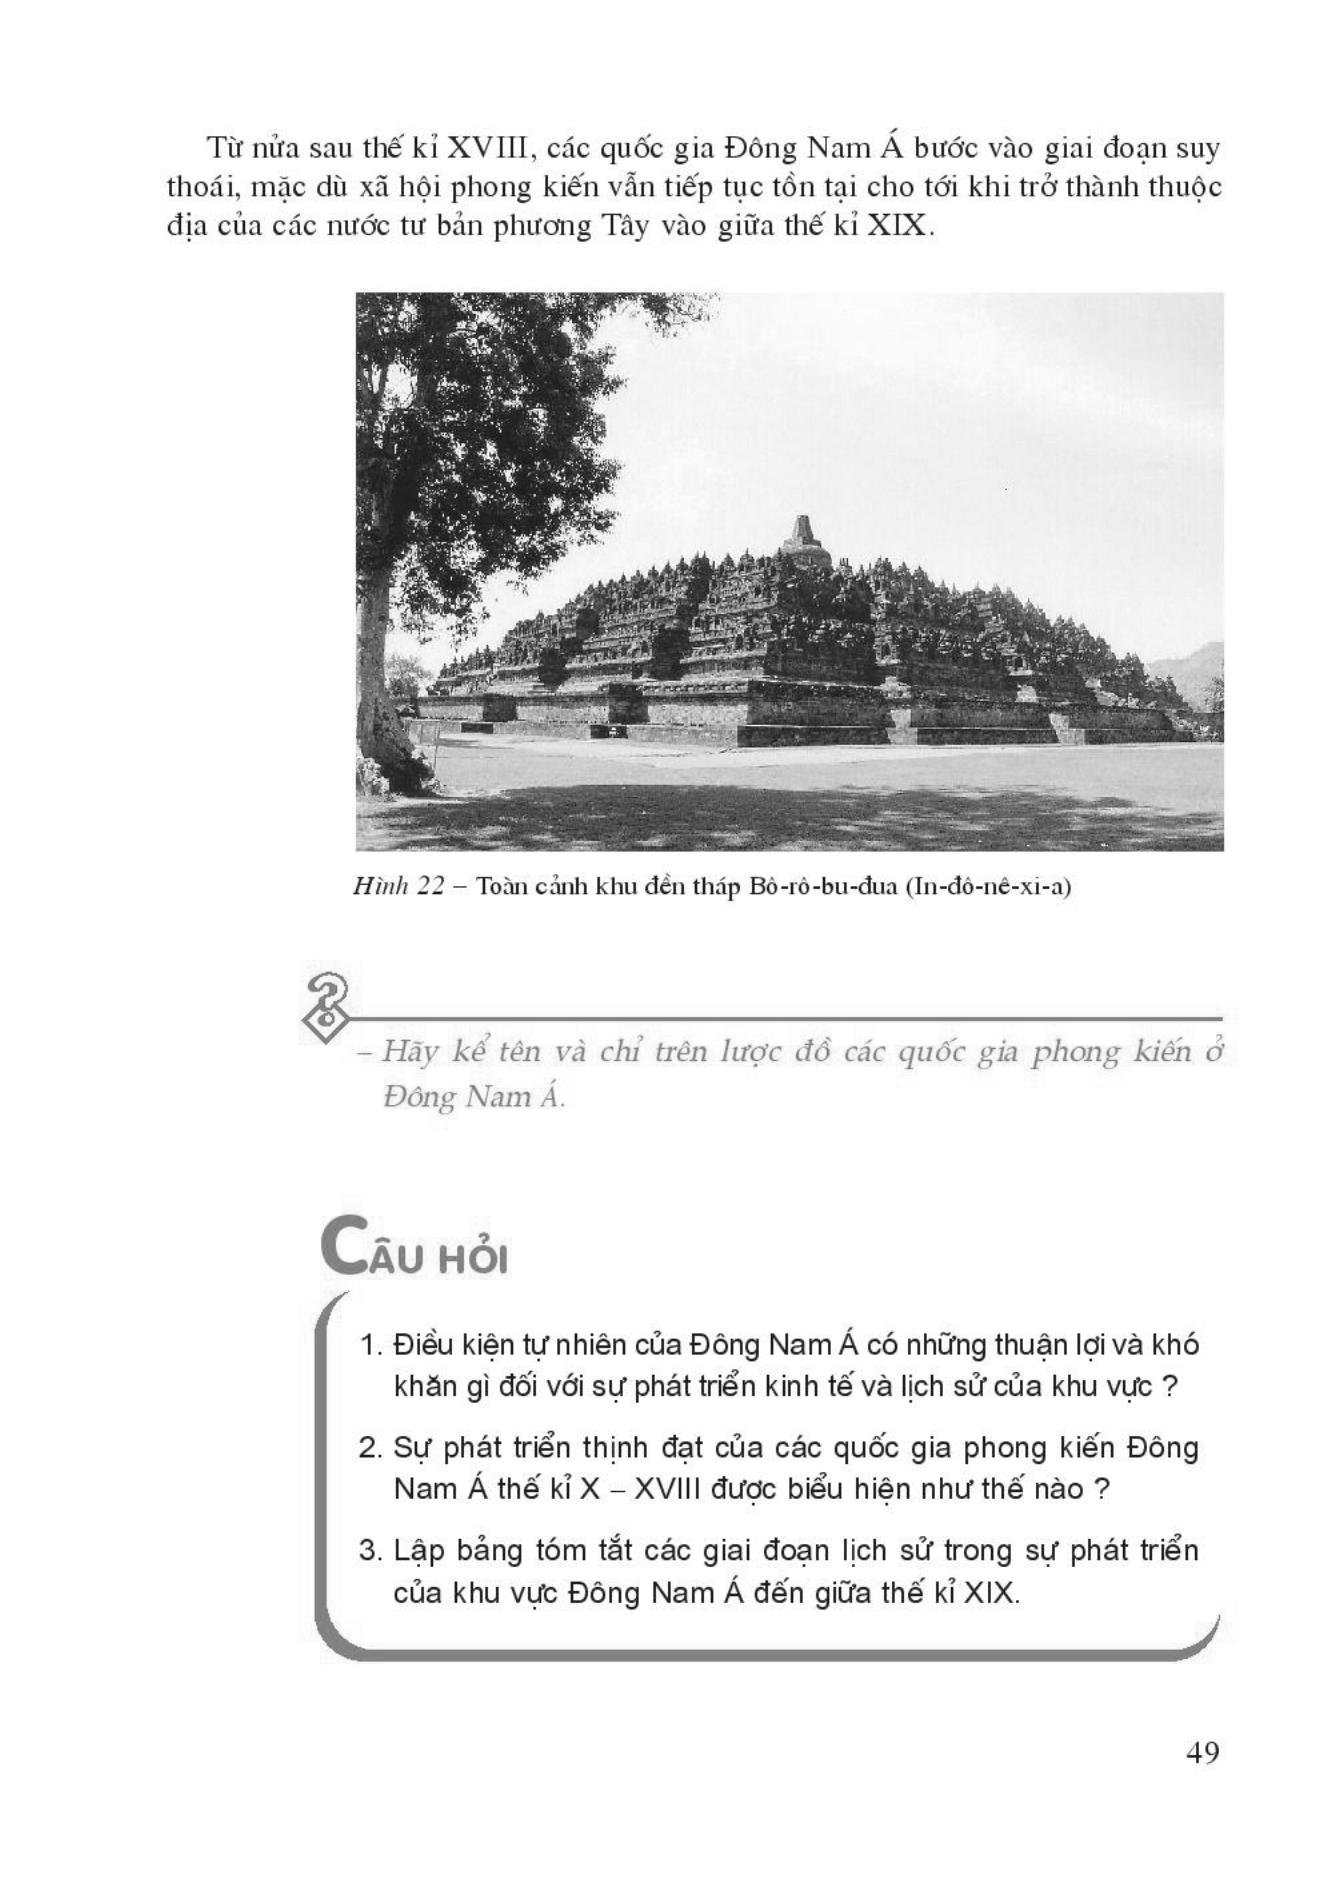 Từ nửa sau thế kỉ XVIII, các quốc gia Đông Nam Á bước vào giai đoạn suy
thoái, mặc dù xã hội phong kiến vẫn tiếp tục tồn tại cho tới khi trở thành thuộc
địa của các nước tư bản phương Tây vào giữa thế kỉ XIX.
Hình 22 – Toàn cảnh khu đền tháp Bô-rô-bu-đua (In-đô-nê-xi-a)
?
– Hãy kể tên và chỉ trên lược đồ các quốc gia phong kiến ở
Đông Nam Á.
CÂU HỎI
1. Điều kiện tự nhiên của Đông Nam Á có những thuận lợi và khó
khăn gì đối với sự phát triển kinh tế và lịch sử của khu vực ?
2. Sự phát triển thịnh đạt của các quốc gia phong kiến Đông
Nam Á thế kỉ X – XVIII được biểu hiện như thế nào ?
3. Lập bảng tóm tắt các giai đoạn lịch sử trong sự phát triển
của khu vực Đông Nam Á đến giữa thế kỉ XIX.
49